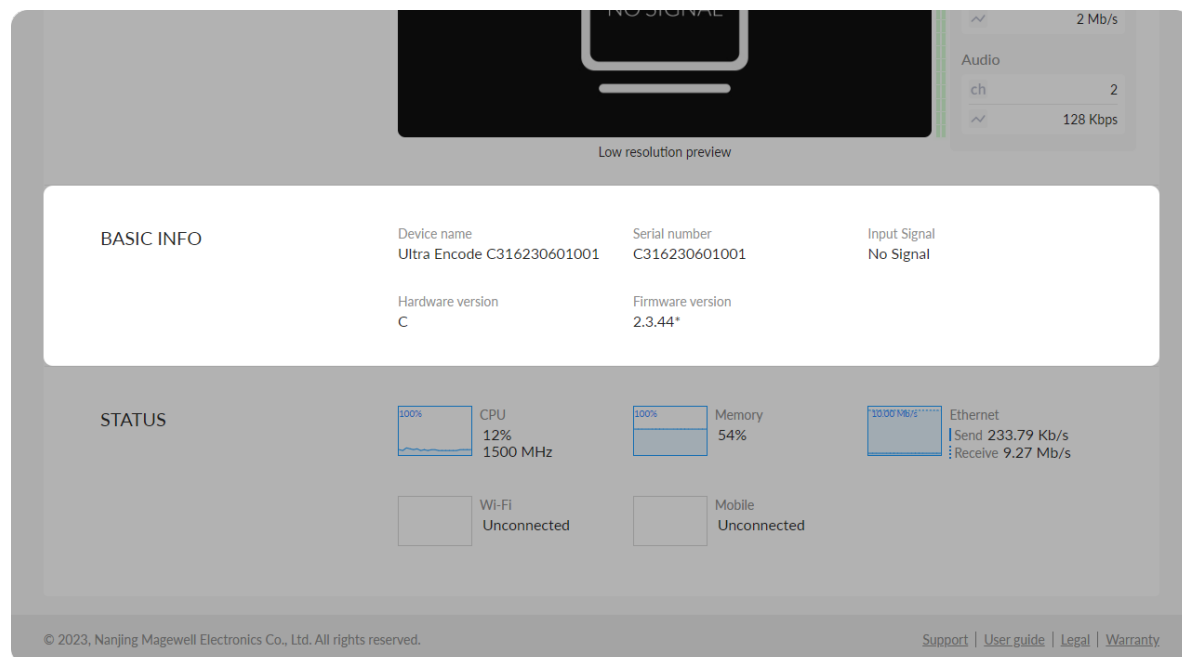 NO SIGNAL
2 Mb/s
Audio
ch 2
128 Kbps
Low resolution preview
BASIC INFO
Device name
Ultra Encode C316230601001
Serial number
C316230601001
Input Signal
No Signal
Hardware version
C
Firmware version
2.3.44*
STATUS
100%
CPU
12%
1500 MHz
100%
Memory
54%
10.00 Mb/s
Ethernet
Send 233.79 Kb/s
Receive 9.27 Mb/s
Wi-Fi
Unconnected
Mobile
Unconnected
© 2023, Nanjing Magewell Electronics Co., Ltd. All rights reserved.
Support | User guide | Legal | Warranty